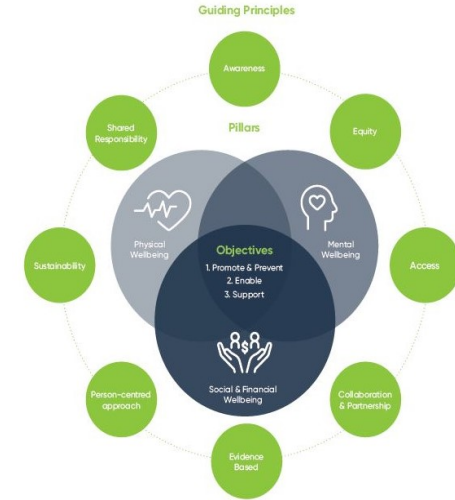 Guiding Principles
Awareness
Shared
Responsibility
Pillars
Equity
Physical
Wellbeing
Mental
Wellbeing
Objectives
1. Promote & Prevent
2. Enable
3. Support
Sustainability
Access
$
Social & Financial
Wellbeing
Person-centred
approach
Collaboration
& Partnership
Evidence
Based